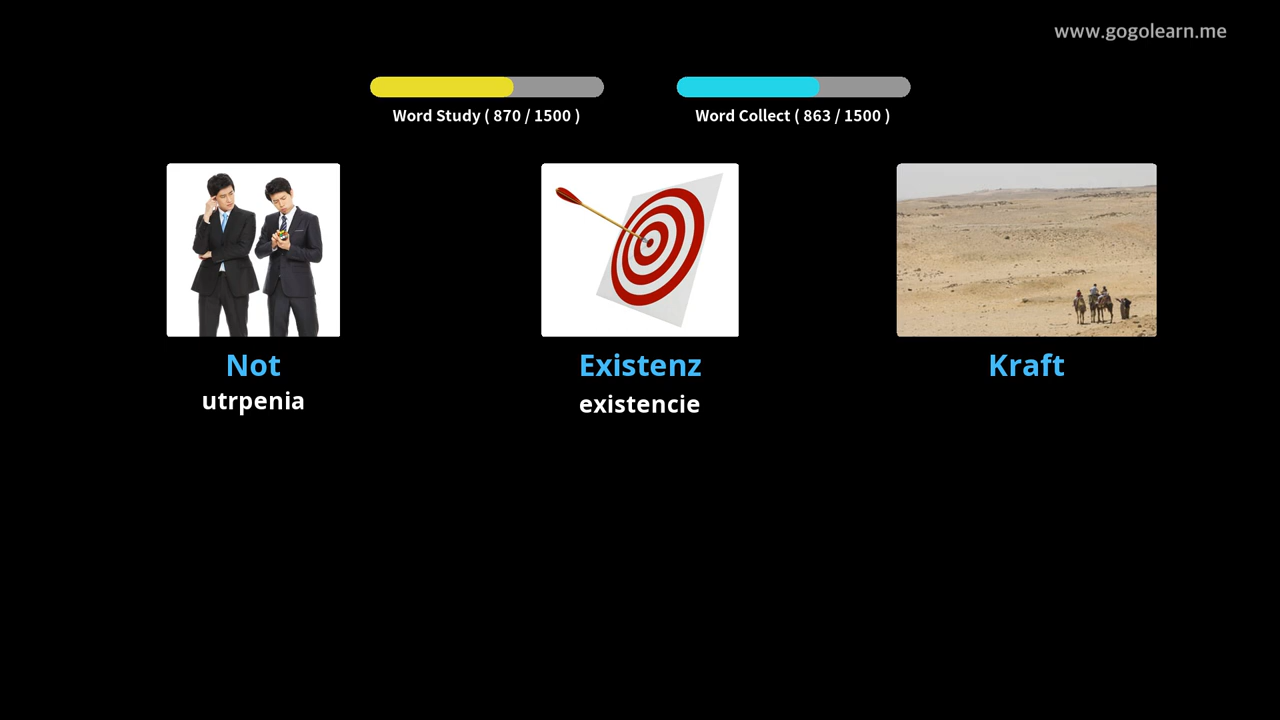 www.gogolearn.me
Word Study ( 870 / 1500 )
Word Collect ( 863 / 1500 )
Not
utrpenia
Existenz
existencie
Kraft